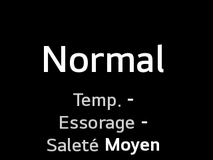 Normal
Temp. -
Essorage -
Saleté Moyen